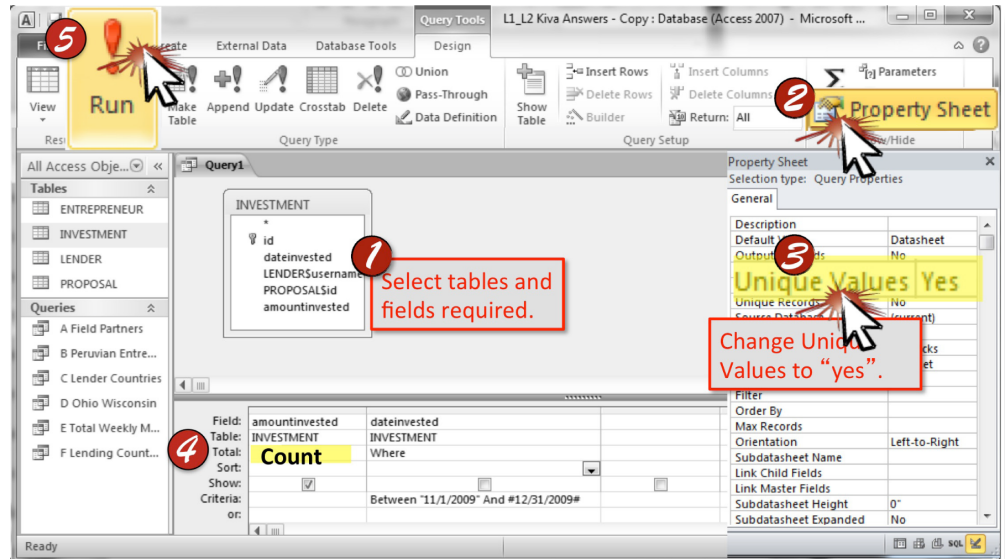 A
Query Tools
L1_L2 Kiva Answers - Copy : Database (Access 2007) - Microsoft ...
External Data
Database Tools
Design
5
Run
View
Make Table
Append
Update
Crosstab
Delete
Union
Pass-Through
Data Definition
Query Type
Show Table
Insert Rows
Delete Rows
Builder
Insert Columns
Delete Columns
Return: All
Query Setup
Parameters
2
Property Sheet
/Hide
All Access Obje...
Tables
ENTREPRENEUR
INVESTMENT
LENDER
PROPOSAL
Queries
A Field Partners
B Peruvian Entre...
C Lender Countries
D Ohio Wisconsin
E Total Weekly M...
F Lending Count...
Query1
INVESTMENT
*
id
dateinvested
LENDER$username
PROPOSAL$id
amountinvested
1
Select tables and
fields required.
Property Sheet
Selection type: Query Properties
General
Description
Default V
Datasheet
No
3
Unique Values Yes
Unique Records No
(current)
Change Uniq
Values to “yes”.
Filter
Order By
Max Records
Orientation Left-to-Right
Subdatasheet Name
Link Child Fields
Link Master Fields
Subdatasheet Height 0"
Subdatasheet Expanded No
4
Field: amountinvested dateinvested
Table: INVESTMENT INVESTMENT
Total: Count Where
Sort:
Show:
Criteria: Between "11/1/2009" And #12/31/2009#
or:
Ready
SQL